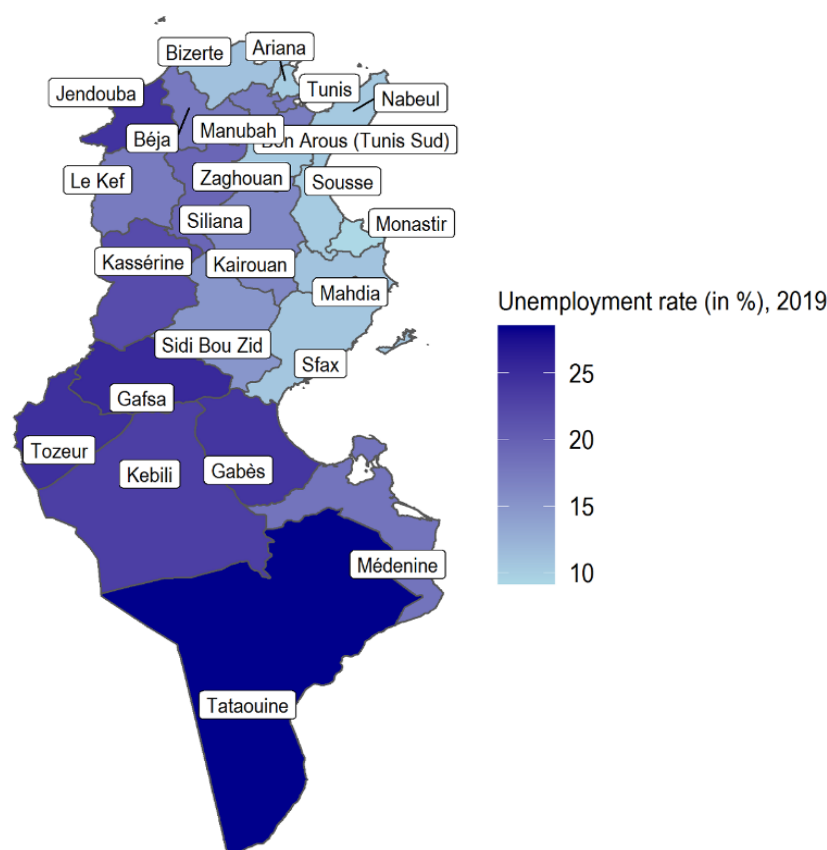 Ariana
Bizerte
Tunis
Jendouba
Nabeul
Béja
Manubah
Ben Arous (Tunis Sud)
Le Kef
Zaghouan
Sousse
Siliana
Monastir
Kassérine
Kairouan
Mahdia
Unemployment rate (in %), 2019
Sidi Bou Zid
Sfax
25
Gafsa
20
Tozeur
Kebili
Gabès
15
Médenine
10
Tataouine